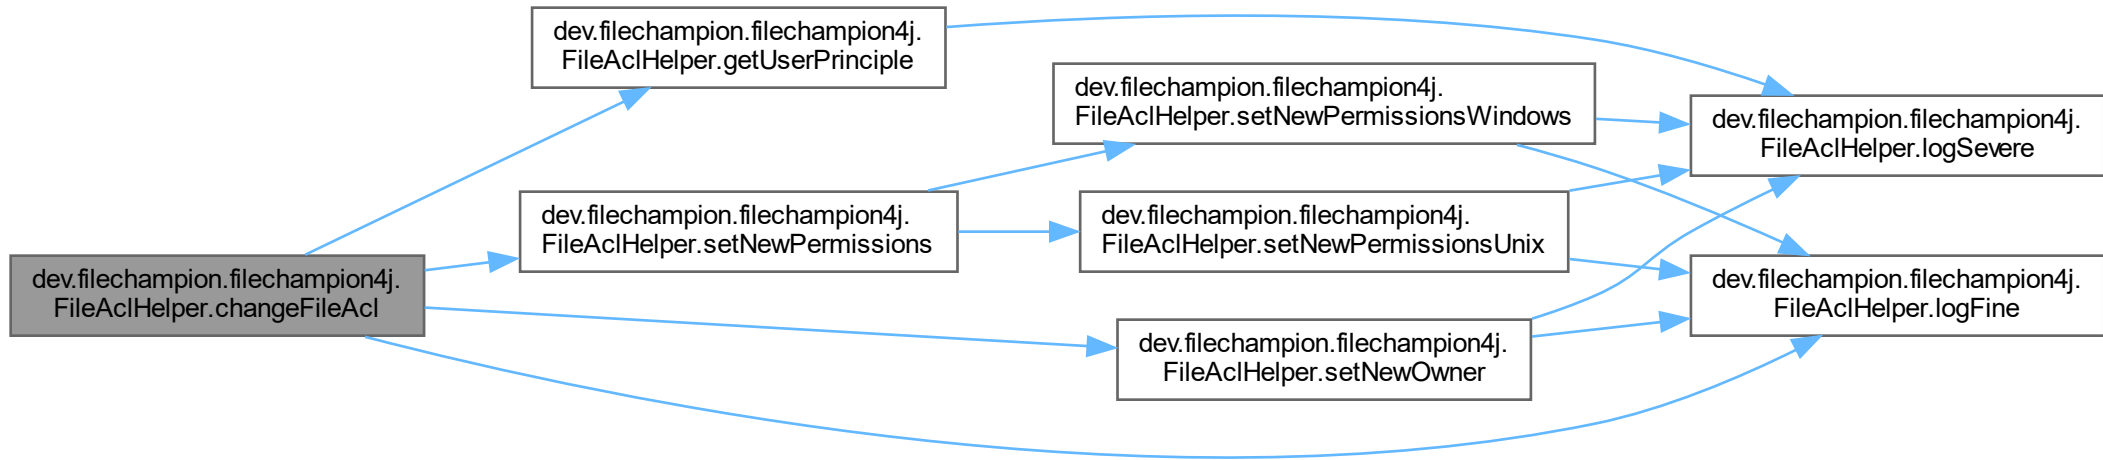 dev.filechampion.filechampion4j.
FileAclHelper.changeFileAcl
dev.filechampion.filechampion4j.
FileAclHelper.getUserPrinciple
dev.filechampion.filechampion4j.
FileAclHelper.setNewPermissions
dev.filechampion.filechampion4j.
FileAclHelper.setNewPermissionsWindows
dev.filechampion.filechampion4j.
FileAclHelper.setNewPermissionsUnix
dev.filechampion.filechampion4j.
FileAclHelper.setNewOwner
dev.filechampion.filechampion4j.
FileAclHelper.logSevere
dev.filechampion.filechampion4j.
FileAclHelper.logFine